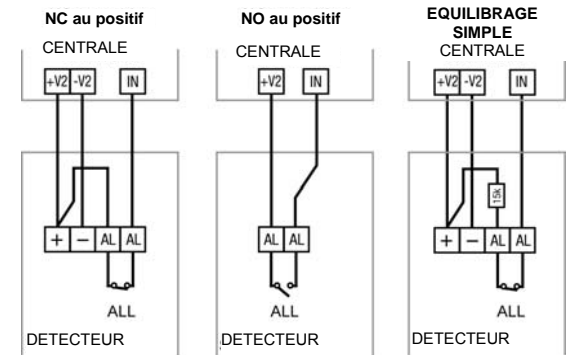 NC au positif
CENTRALE
+V2 -V2 IN
+ − AL AL
ALL
DETECTEUR
NO au positif
CENTRALE
+V2 IN
AL AL
ALL
DETECTEUR
EQUILIBRAGE
SIMPLE
CENTRALE
+V2 -V2 IN
15k
+ − AL AL
ALL
DETECTEUR